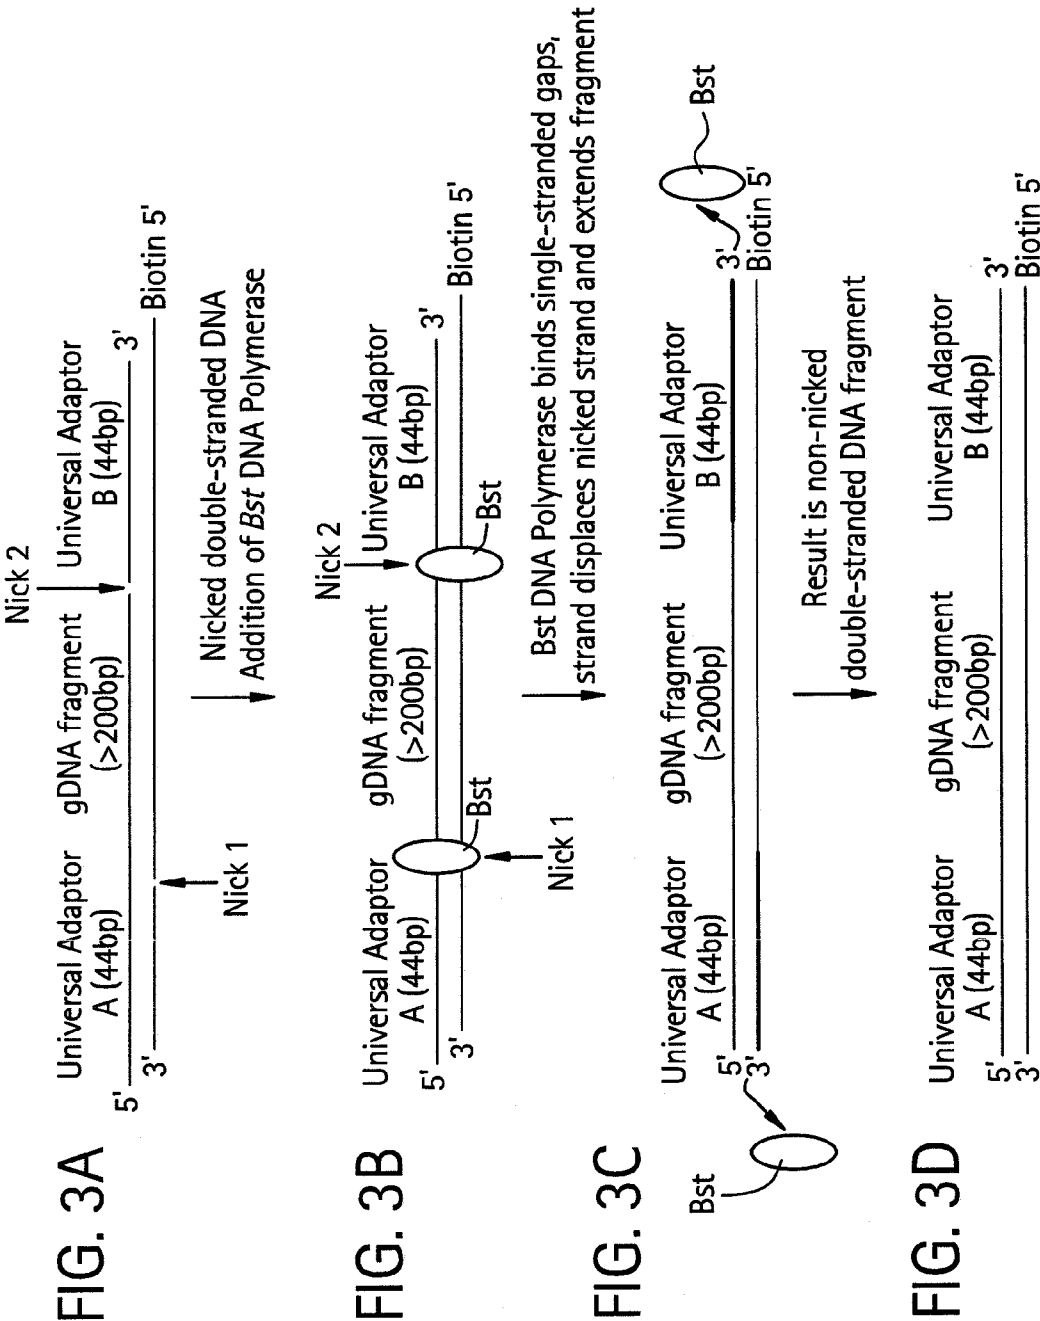 FIG. 3A
Nick 2
Universal Adaptor
A (44bp)
gDNA fragment
(>200bp)
Universal Adaptor
B (44bp)
5'
3'
3'
Biotin 5'
Nick 1
Nicked double-stranded DNA
Addition of Bst DNA Polymerase
FIG. 3B
Nick 2
Universal Adaptor
A (44bp)
gDNA fragment
(>200bp)
Universal Adaptor
B (44bp)
5'
3'
3'
Biotin 5'
Bst
Bst
Nick 1
Bst DNA Polymerase binds single-stranded gaps,
strand displaces nicked strand and extends fragment
FIG. 3C
Universal Adaptor
A (44bp)
gDNA fragment
(>200bp)
Universal Adaptor
B (44bp)
Bst
5'
3'
3'
Biotin 5'
Bst
Result is non-nicked
double-stranded DNA fragment
FIG. 3D
Universal Adaptor
A (44bp)
gDNA fragment
(>200bp)
Universal Adaptor
B (44bp)
5'
3'
3'
Biotin 5'